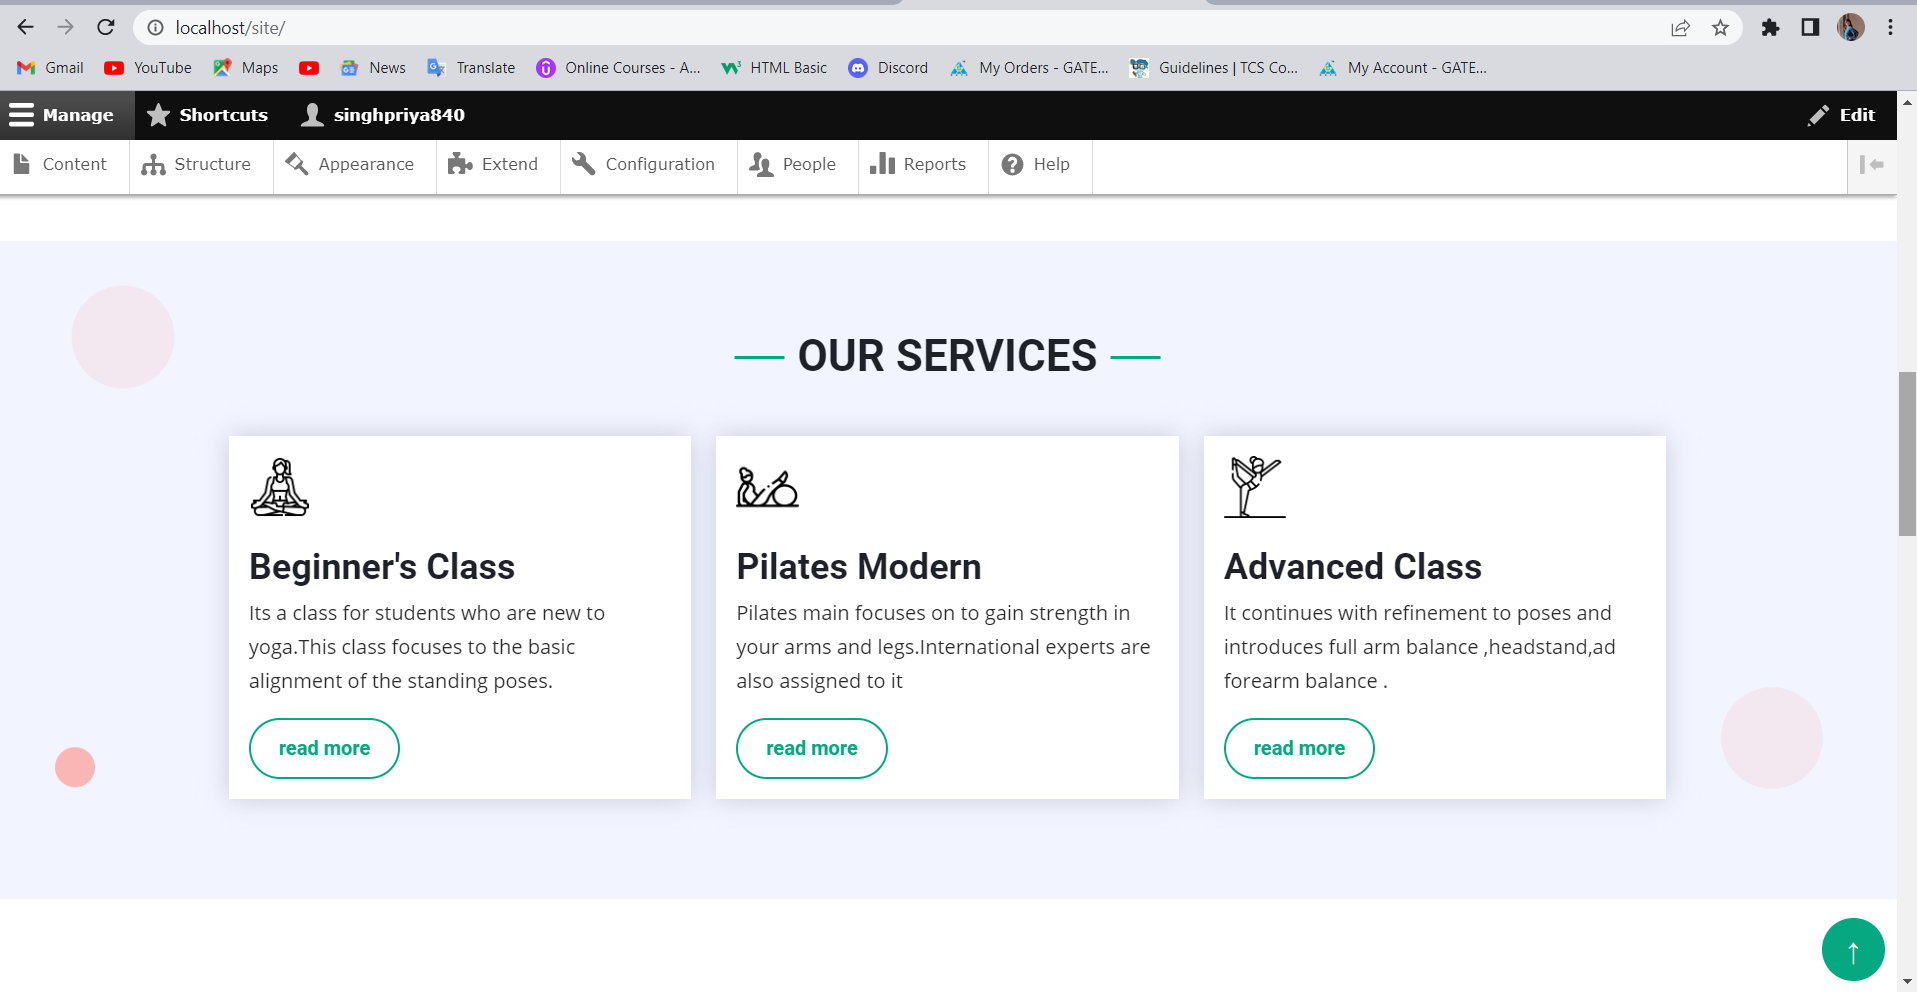 localhost/site/
Gmail YouTube Maps News Translate Online Courses - A... HTML Basic Discord My Orders - GATE... Guidelines | TCS Co... My Account - GATE...
Manage Shortcuts singhpriya840 Edit
Content Structure Appearance Extend Configuration People Reports Help
OUR SERVICES
Beginner's Class
Its a class for students who are new to
yoga.This class focuses to the basic
alignment of the standing poses.
read more
Pilates Modern
Pilates main focuses on to gain strength in
your arms and legs.International experts are
also assigned to it
read more
Advanced Class
It continues with refinement to poses and
introduces full arm balance ,headstand,ad
forearm balance .
read more